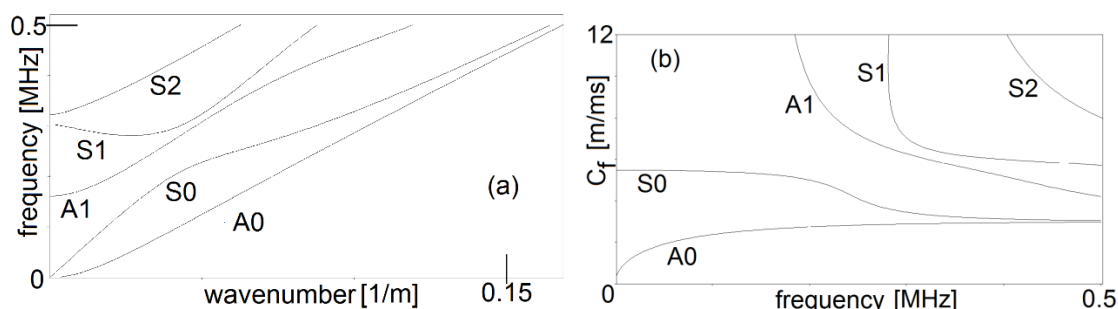 0.5
frequency [MHz]
S2
S1
A1
S0
A0
(a)
0
wavenumber [1/m]
0.15
12
(b)
C_f [m/ms]
A1
S1
S2
S0
A0
0
frequency [MHz]
0.5